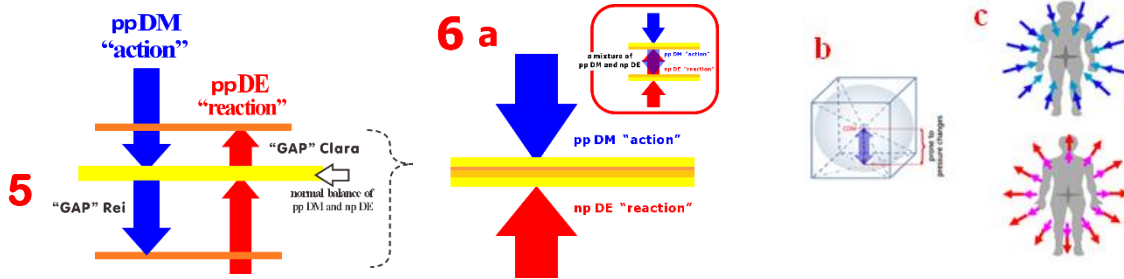 5
ppDM
“action”
ppDE
“reaction”
“GAP” Clara
normal balance of
pp DM and np DE
“GAP” Rei
6 a
a mixture of
pp DM and np DE
pp DM “action”
np DE “reaction”
pp DM “action”
np DE “reaction”
b
COM
prone to
pressure changes
c